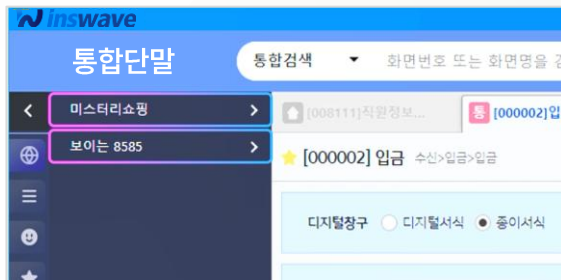 inswave
통합단말
통합검색 화면번호 또는 화면명을
미스터리쇼핑
[008111]직원정보...
통 [000002]입
보이는 8585
[000002] 입금 수신>입금>입금
디지털창구 디지털서식 종이서식